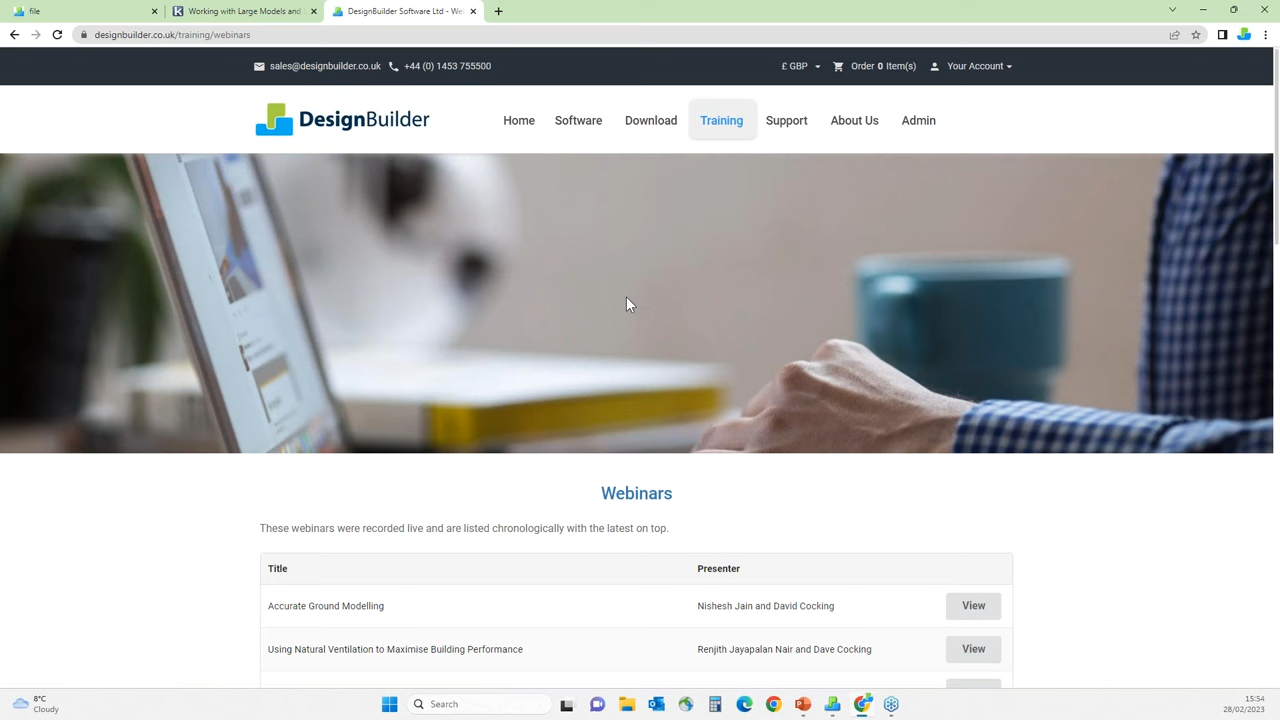 file
Working with Large Models and
DesignBuilder Software Ltd - We
designbuilder.co.uk/training/webinars
sales@designbuilder.co.uk +44 (0) 1453 755500 £ GBP Order 0 Item(s) Your Account
DesignBuilder Home Software Download Training Support About Us Admin
Webinars
These webinars were recorded live and are listed chronologically with the latest on top.
Title Presenter
Accurate Ground Modelling Nishesh Jain and David Cocking View
Using Natural Ventilation to Maximise Building Performance Renjith Jayapalan Nair and Dave Cocking View
8°C
Cloudy
Search
15:54
28/02/2023